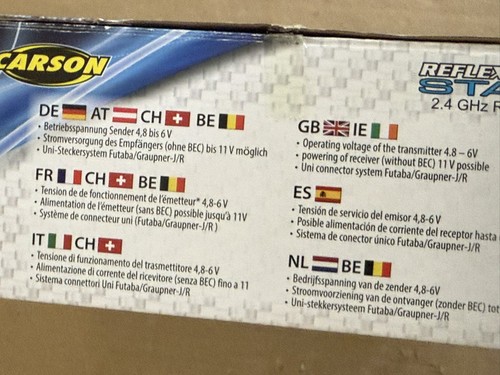 CARSON
REFLEX
STA
2.4 GHz R
DE AT CH BE
• Betriebsspannung Sender 4,8 bis 6 V
• Stromversorgung des Empfängers (ohne BEC) bis 11 V möglich
• Uni-Steckersystem Futaba/Graupner-J/R
FR CH BE
• Tension de fonctionnement de l'émetteur* 4,8-6V
• Alimentation de l'émetteur (sans BEC) possible jusqu'à 11V
• Système de connecteur uni (Futaba/Graupner-J/R )
IT CH
• Tensione di funzionamento del trasmettitore 4,8-6V
• Alimentazione di corrente del ricevitore (senza BEC) fino a 11
• Sistema connettori Uni Futaba/Graupner-J/R
GB IE
• Operating voltage of the transmitter 4.8 – 6V
• powering of receiver (without BEC) 11 V possible
• Uni connector system Futaba/Graupner-J/R
ES
• Tensión de servicio del emisor 4,8-6V
• Posible alimentación de corriente del receptor hasta
• Sistema de conector único Futaba/Graupner-J/R
NL BE
• Bedrijfsspanning van de zender 4,8-6V
• Stroomvoorziening van de ontvanger (zonder BEC) tot
• Uni-stekkersysteem Futaba/Graupner-J/R